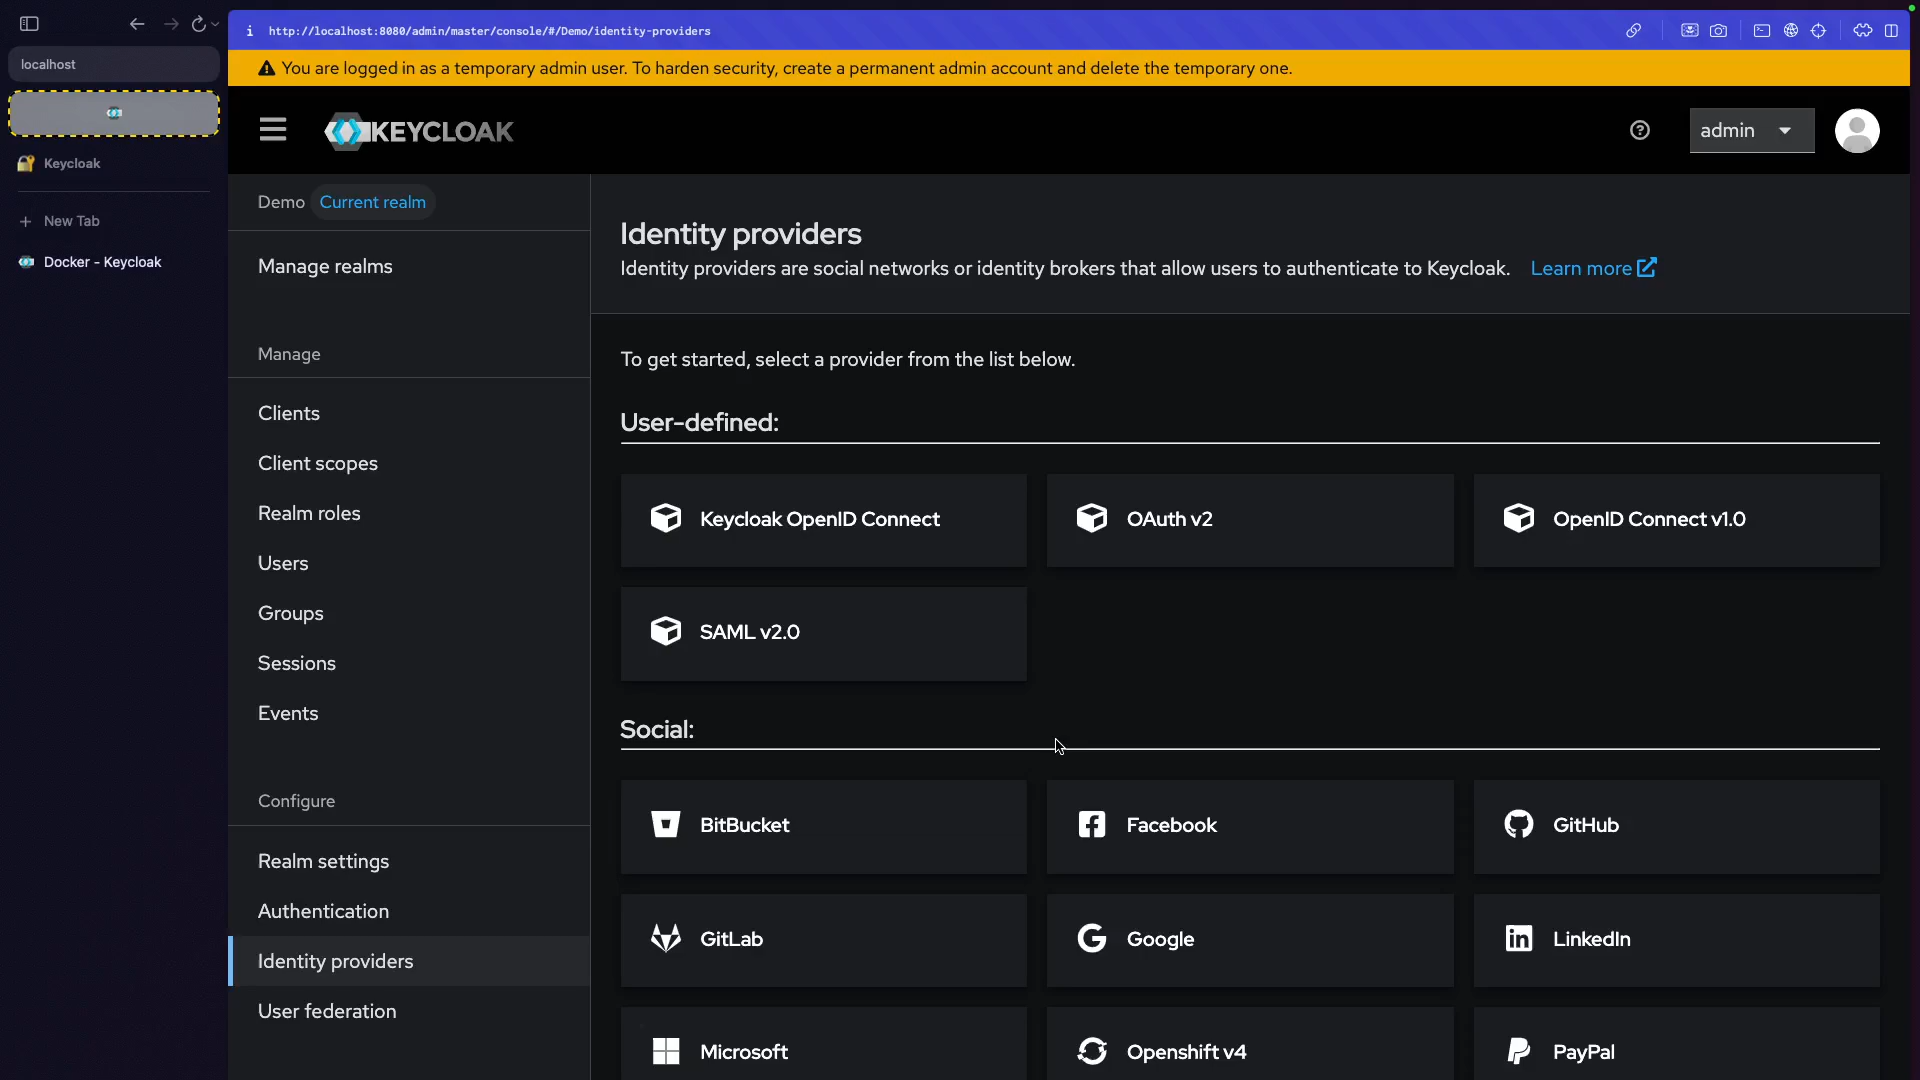 http://localhost:8080/admin/master/console/#/Demo/identity-providers
localhost
Keycloak
New Tab
Docker - Keycloak
You are logged in as a temporary admin user. To harden security, create a permanent admin account and delete the temporary one.
KEYCLOAK
admin
Demo Current realm
Manage realms
Manage
Clients
Client scopes
Realm roles
Users
Groups
Sessions
Events
Configure
Realm settings
Authentication
Identity providers
User federation
Identity providers
Identity providers are social networks or identity brokers that allow users to authenticate to Keycloak. Learn more
To get started, select a provider from the list below.
User-defined:
Keycloak OpenID Connect
OAuth v2
OpenID Connect v1.0
SAML v2.0
Social:
BitBucket
Facebook
GitHub
GitLab
Google
LinkedIn
Microsoft
Openshift v4
PayPal